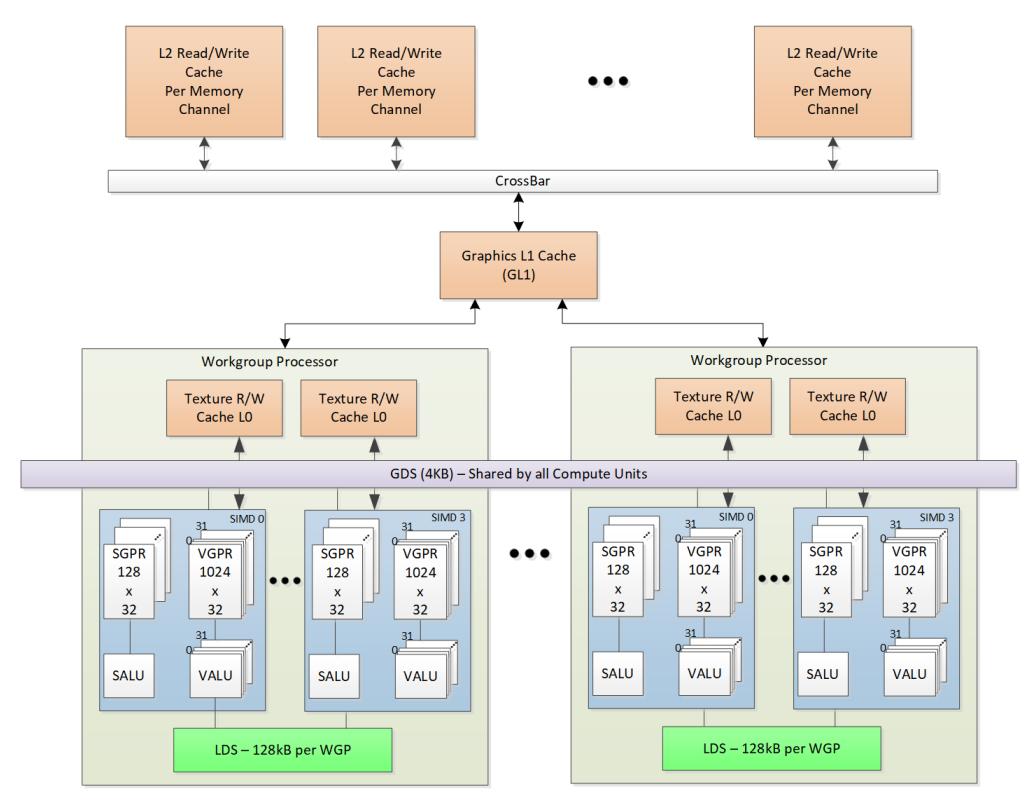 L2 Read/Write
Cache
Per Memory
Channel
L2 Read/Write
Cache
Per Memory
Channel
L2 Read/Write
Cache
Per Memory
Channel
CrossBar
Graphics L1 Cache
(GL1)
Workgroup Processor
Texture R/W
Cache L0
Texture R/W
Cache L0
Workgroup Processor
Texture R/W
Cache L0
Texture R/W
Cache L0
GDS (4KB) – Shared by all Compute Units
SIMD 0
SGPR
128
x
32
31
0
VGPR
1024
x
32
SALU
31
0
VALU
SIMD 3
SGPR
128
x
32
31
0
VGPR
1024
x
32
SALU
31
0
VALU
LDS – 128kB per WGP
SIMD 0
SGPR
128
x
32
31
0
VGPR
1024
x
32
SALU
31
0
VALU
SIMD 3
SGPR
128
x
32
31
0
VGPR
1024
x
32
SALU
31
0
VALU
LDS – 128kB per WGP